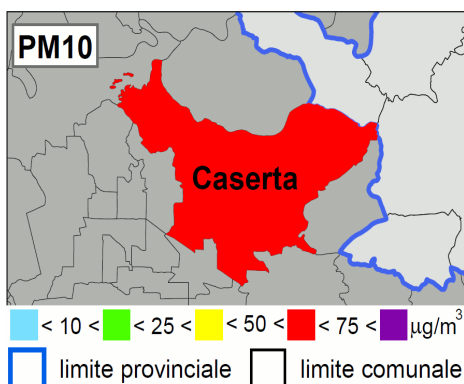 PM10
Caserta
< 10 < < 25 < < 50 < < 75 < µg/m³
limite provinciale limite comunale